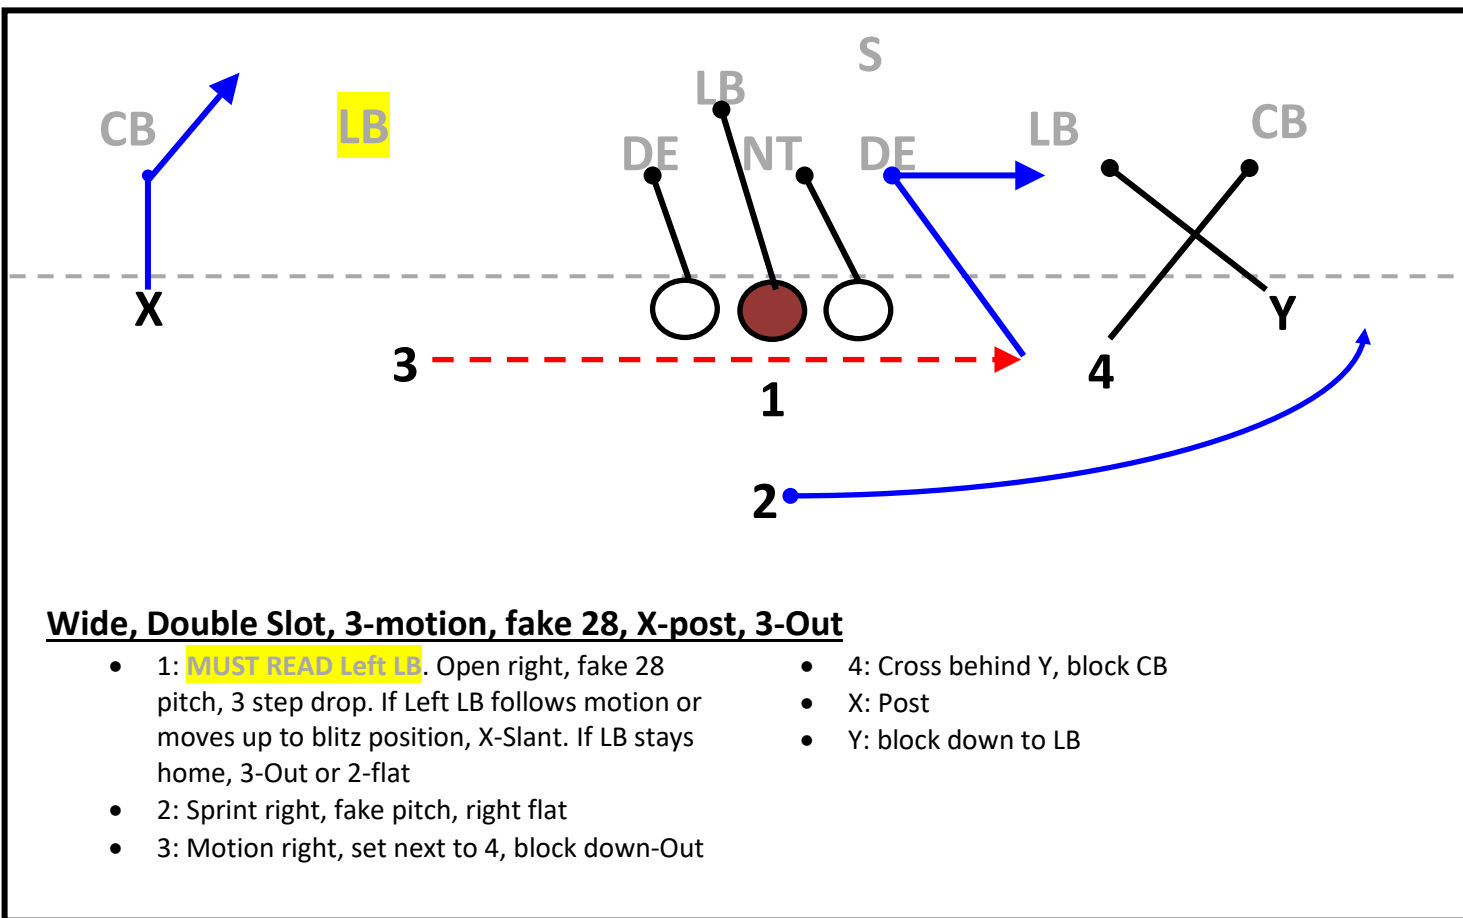 S
LB
CB
LB
LB
CB
DE
NT
DE
X
Y
3
4
1
2
Wide, Double Slot, 3-motion, fake 28, X-post, 3-Out
• 1: MUST READ Left LB. Open right, fake 28
pitch, 3 step drop. If Left LB follows motion or
moves up to blitz position, X-Slant. If LB stays
home, 3-Out or 2-flat
• 2: Sprint right, fake pitch, right flat
• 3: Motion right, set next to 4, block down-Out
• 4: Cross behind Y, block CB
• X: Post
• Y: block down to LB